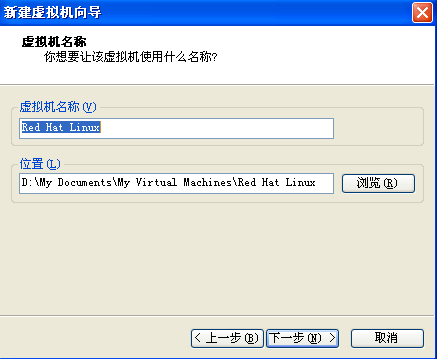 新建虚拟机向导
虚拟机名称
你想要让该虚拟机使用什么名称?
虚拟机名称(V)
Red Hat Linux
位置(L)
D:\My Documents\My Virtual Machines\Red Hat Linux
浏览(R)
< 上一步(B) 下一步(N) > 取消